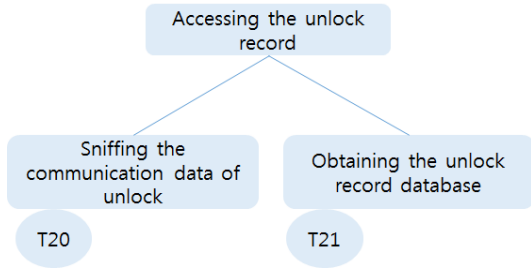 Accessing the unlock
record
Sniffing the
communication data of
unlock
Obtaining the unlock
record database
T20
T21